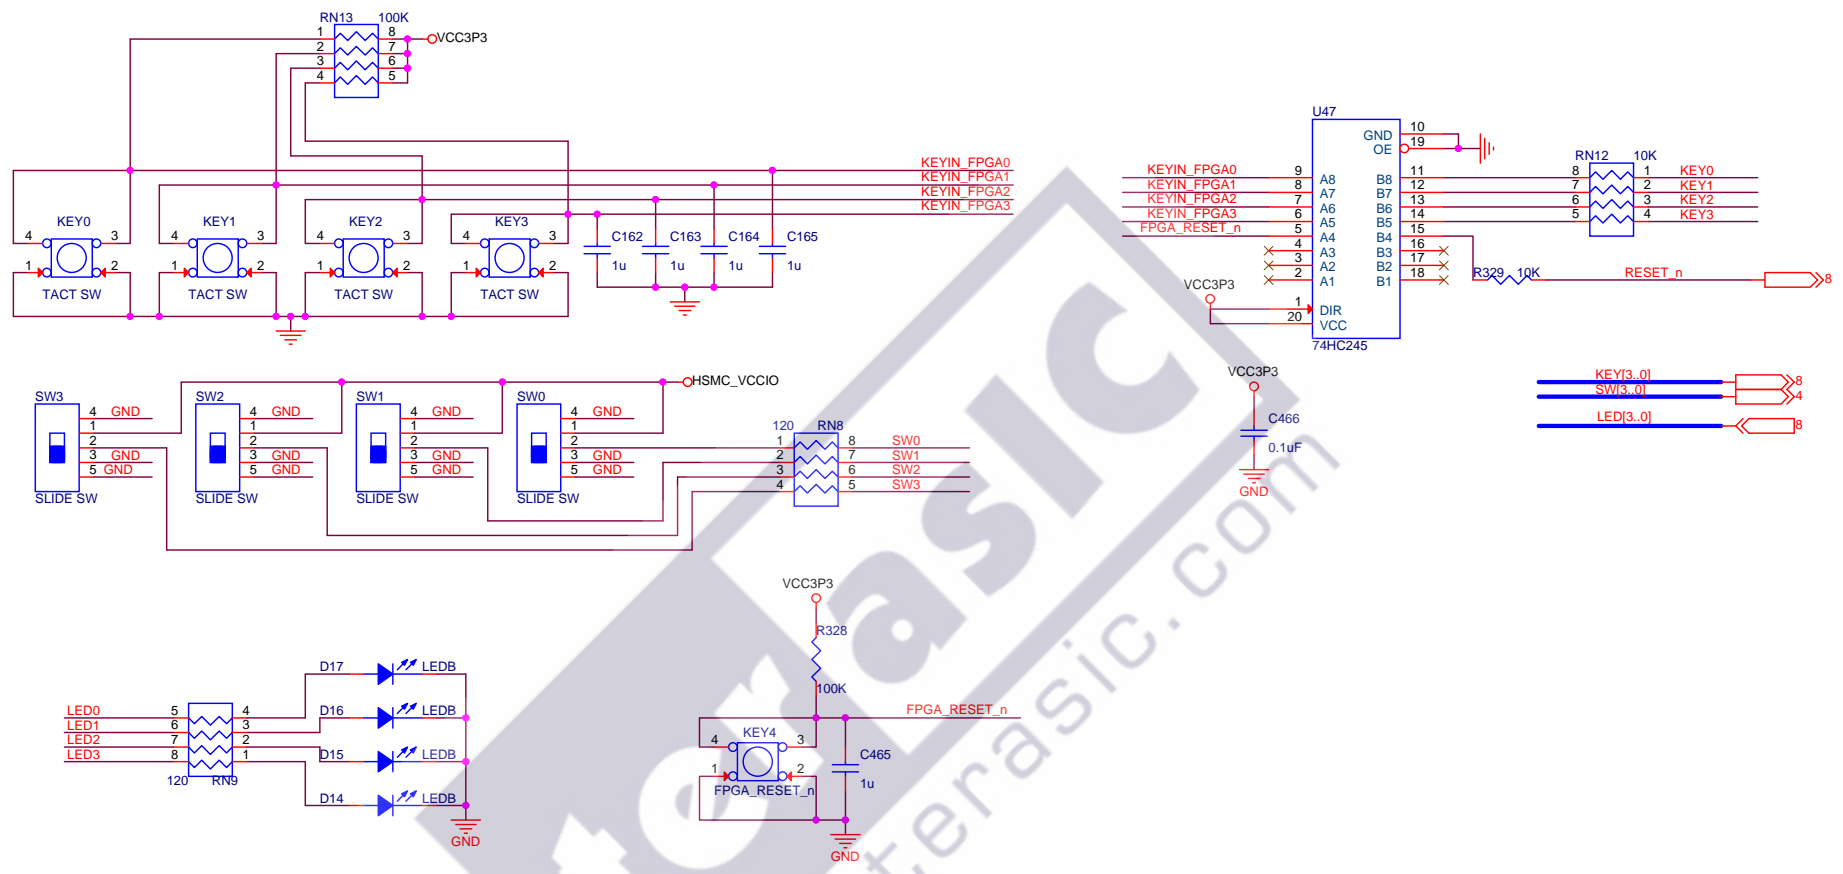 RN13 100K
1 8 VCC3P3
2 7
3 6
4 5
KEYIN_FPGA0
KEYIN_FPGA1
KEYIN_FPGA2
KEYIN_FPGA3
KEY0 KEY1 KEY2 KEY3
4 3 4 3 4 3 4 3
1 2 1 2 1 2 1 2
TACT SW TACT SW TACT SW TACT SW
C162 C163 C164 C165
1u 1u 1u 1u
U47
GND 10
OE 19
KEYIN_FPGA0 9 A8 B8 11
KEYIN_FPGA1 8 A7 B7 12
KEYIN_FPGA2 7 A6 B6 13
KEYIN_FPGA3 6 A5 B5 14
FPGA_RESET_n 5 A4 B4 15
4 A3 B3 16
3 A2 B2 17
2 A1 B1 18
VCC3P3
1 DIR
20 VCC
74HC245
RN12 10K
8 1 KEY0
7 2 KEY1
6 3 KEY2
5 4 KEY3
R329 10K RESET_n 8
HSMC_VCCIO
SW3 SW2 SW1 SW0
4 GND 4 GND 4 GND 4 GND
1 1 1 1
2 2 2 2
3 GND 3 GND 3 GND 3 GND
5 GND 5 GND 5 GND 5 GND
SLIDE SW SLIDE SW SLIDE SW SLIDE SW
120 RN8
1 8 SW0
2 7 SW1
3 6 SW2
4 5 SW3
VCC3P3
C466
0.1uF
GND
KEY[3..0] 8
SW[3..0] 4
LED[3..0] 8
D17 LEDB
D16 LEDB
D15 LEDB
D14 LEDB
LED0 5 4
LED1 6 3
LED2 7 2
LED3 8 1
120 RN9
GND
VCC3P3
R328
100K
FPGA_RESET_n
KEY4
4 3
1 2
FPGA_RESET_n
C465
1u
GND
terasic
terasic.com